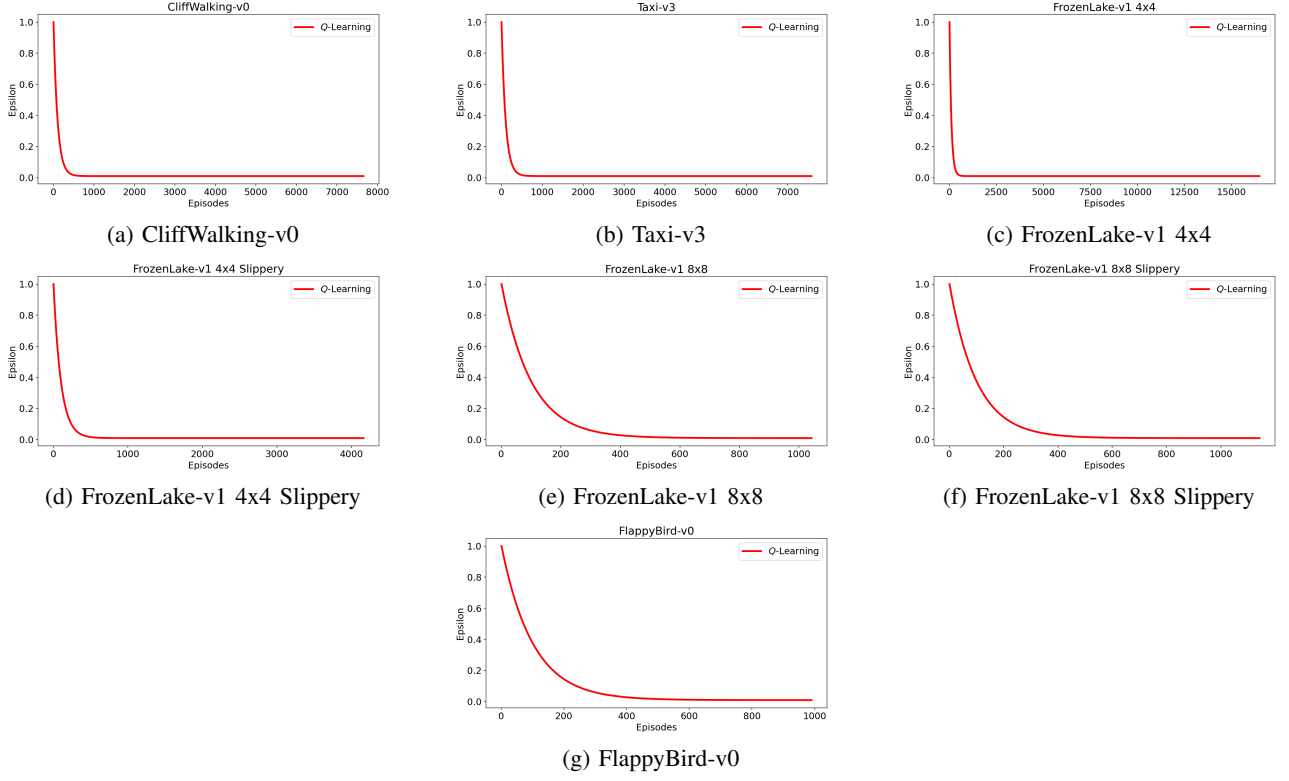 CliffWalking-v0
Q-Learning
Epsilon
1.0
0.8
0.6
0.4
0.2
0.0
0 1000 2000 3000 4000 5000 6000 7000 8000
Episodes
(a) CliffWalking-v0
Taxi-v3
Q-Learning
Epsilon
1.0
0.8
0.6
0.4
0.2
0.0
0 1000 2000 3000 4000 5000 6000 7000
Episodes
(b) Taxi-v3
FrozenLake-v1 4x4
Q-Learning
Epsilon
1.0
0.8
0.6
0.4
0.2
0.0
0 2500 5000 7500 10000 12500 15000
Episodes
(c) FrozenLake-v1 4x4
FrozenLake-v1 4x4 Slippery
Q-Learning
Epsilon
1.0
0.8
0.6
0.4
0.2
0.0
0 1000 2000 3000 4000
Episodes
(d) FrozenLake-v1 4x4 Slippery
FrozenLake-v1 8x8
Q-Learning
Epsilon
1.0
0.8
0.6
0.4
0.2
0.0
0 200 400 600 800 1000
Episodes
(e) FrozenLake-v1 8x8
FrozenLake-v1 8x8 Slippery
Q-Learning
Epsilon
1.0
0.8
0.6
0.4
0.2
0.0
0 200 400 600 800 1000
Episodes
(f) FrozenLake-v1 8x8 Slippery
FlappyBird-v0
Q-Learning
Epsilon
1.0
0.8
0.6
0.4
0.2
0.0
0 200 400 600 800 1000
Episodes
(g) FlappyBird-v0